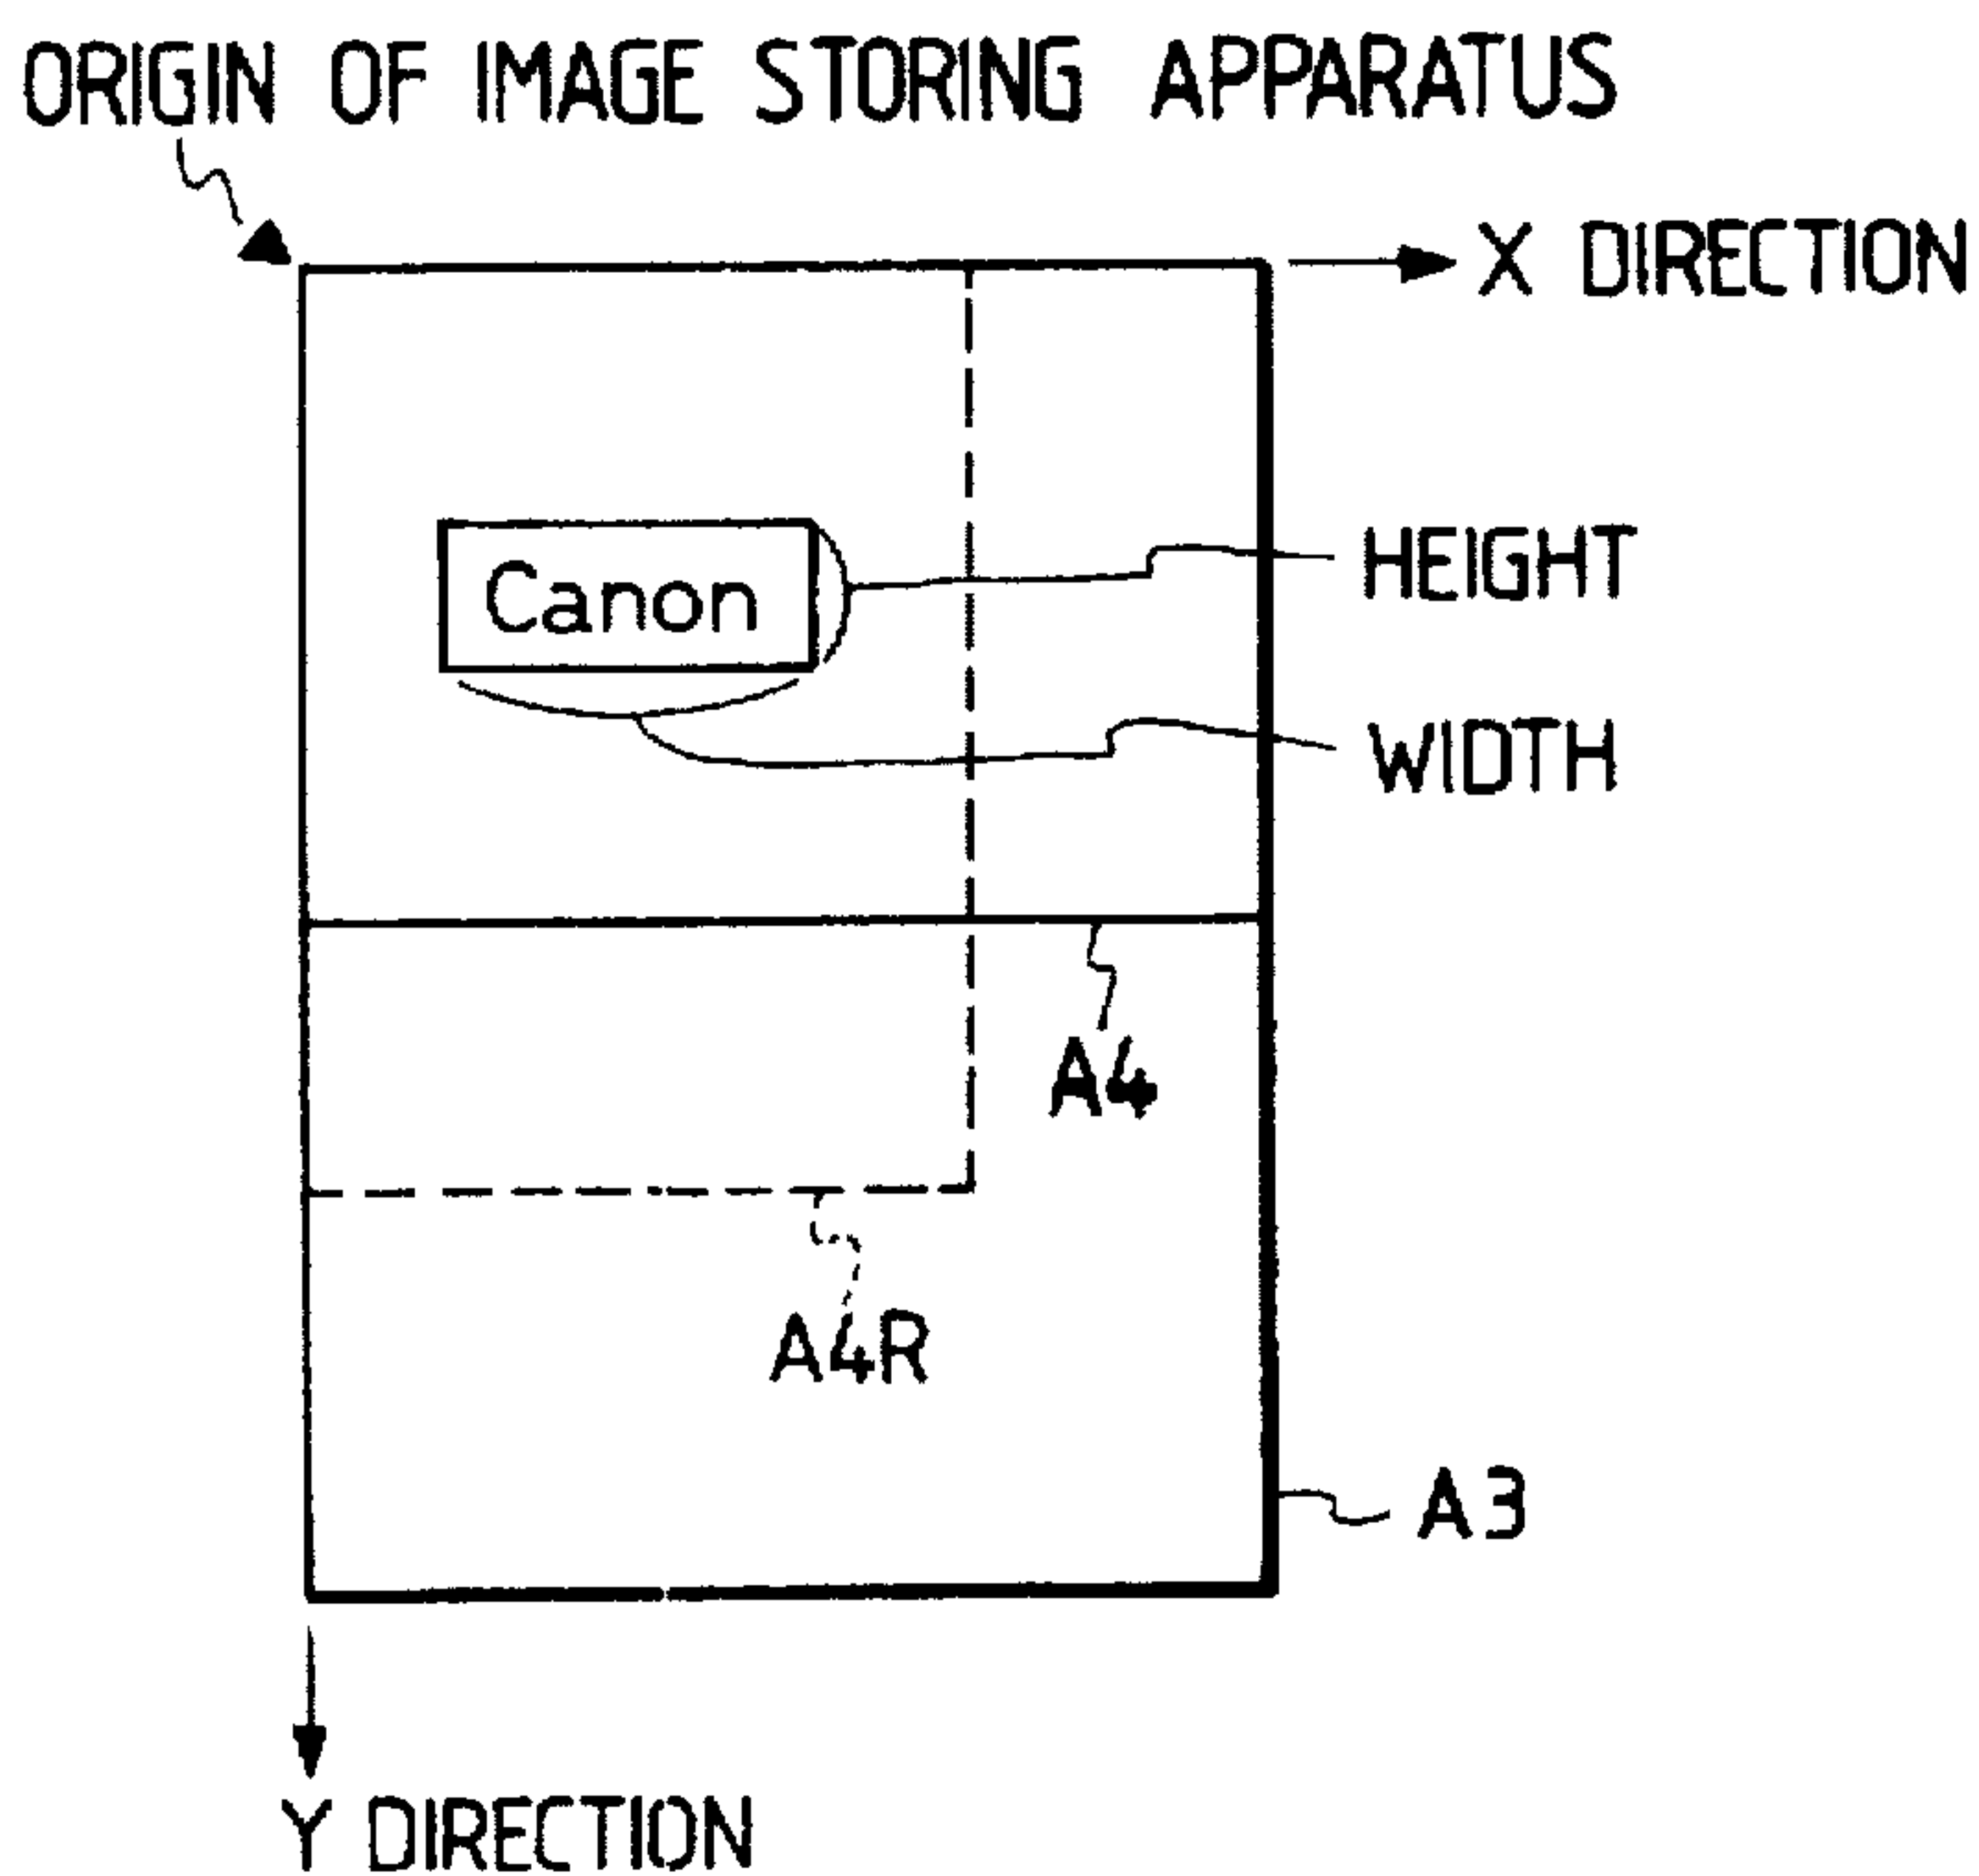 ORIGIN OF IMAGE STORING APPARATUS
X DIRECTION
HEIGHT
Canon
WIDTH
A4
A4R
A3
Y DIRECTION